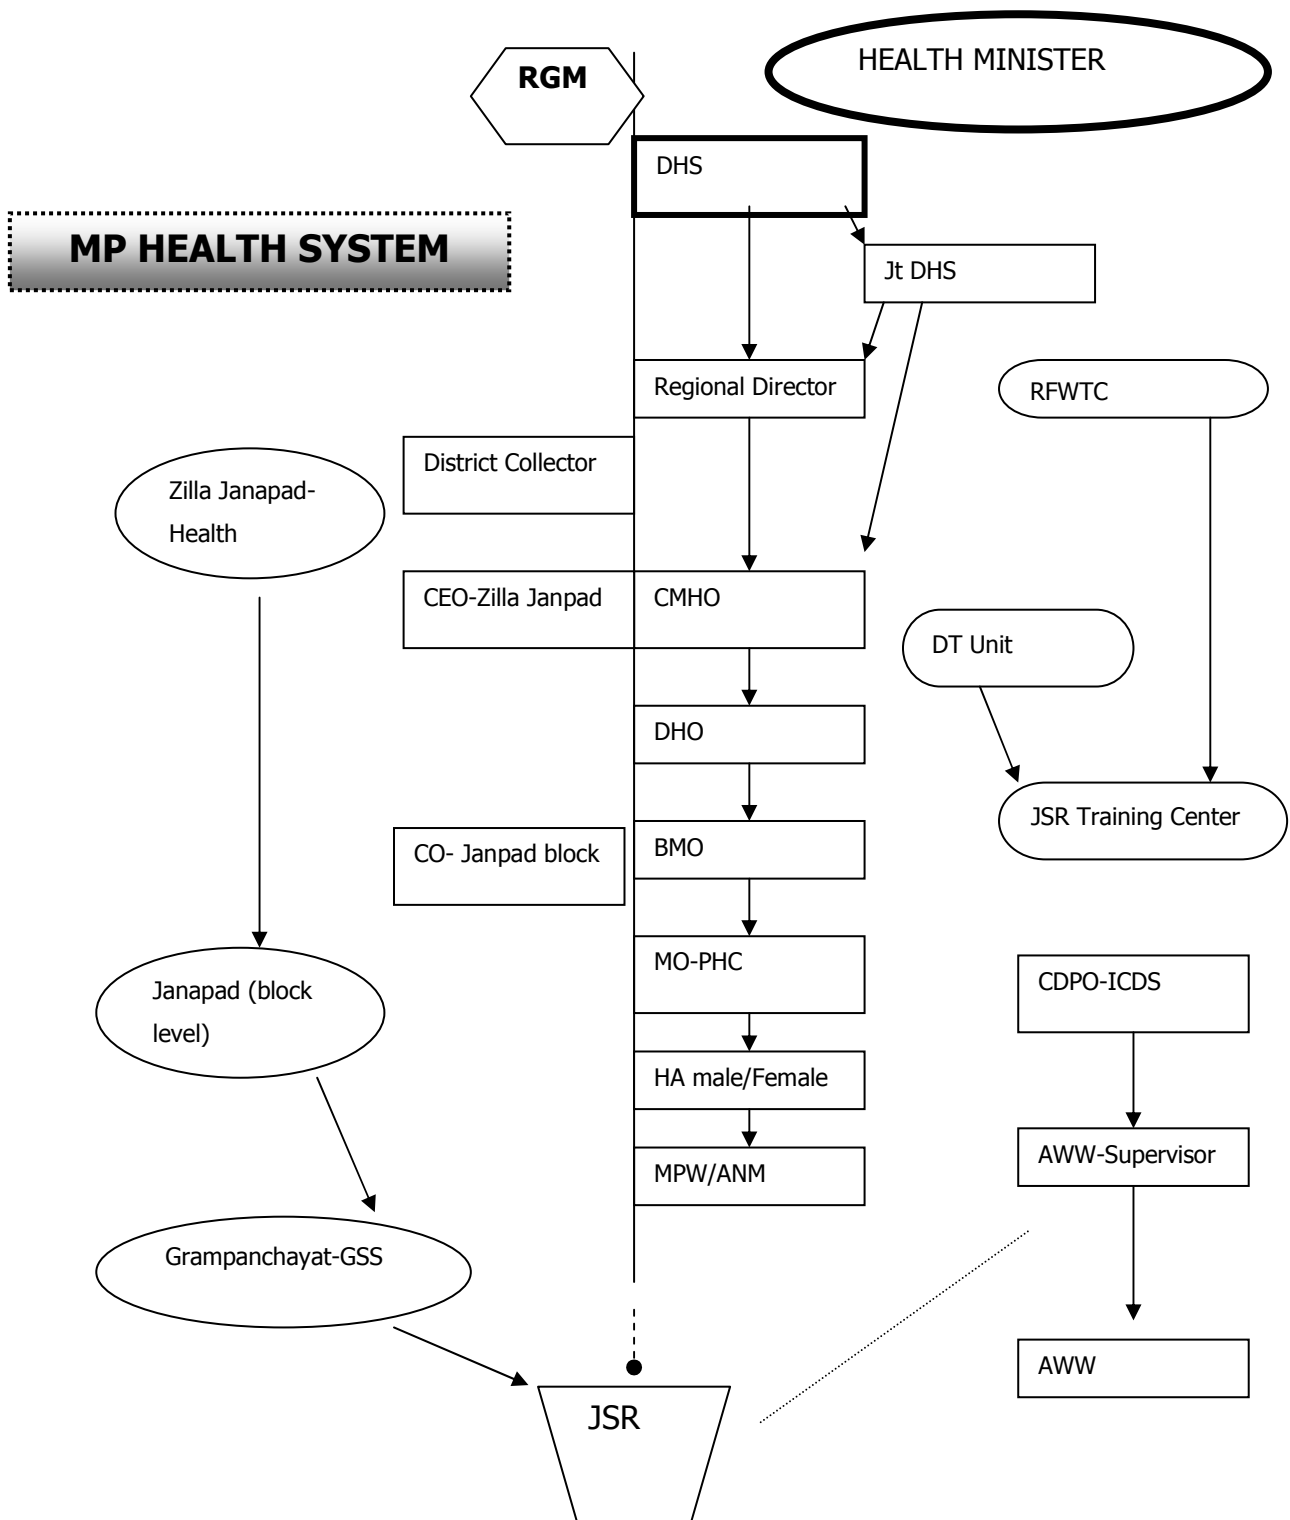 HEALTH MINISTER
RGM
DHS
MP HEALTH SYSTEM
Jt DHS
Regional Director
RFWTC
District Collector
Zilla Janapad-
Health
CEO-Zilla Janpad
CMHO
DT Unit
DHO
JSR Training Center
CO- Janpad block
BMO
MO-PHC
CDPO-ICDS
Janapad (block
level)
HA male/Female
AWW-Supervisor
MPW/ANM
Grampanchayat-GSS
AWW
JSR